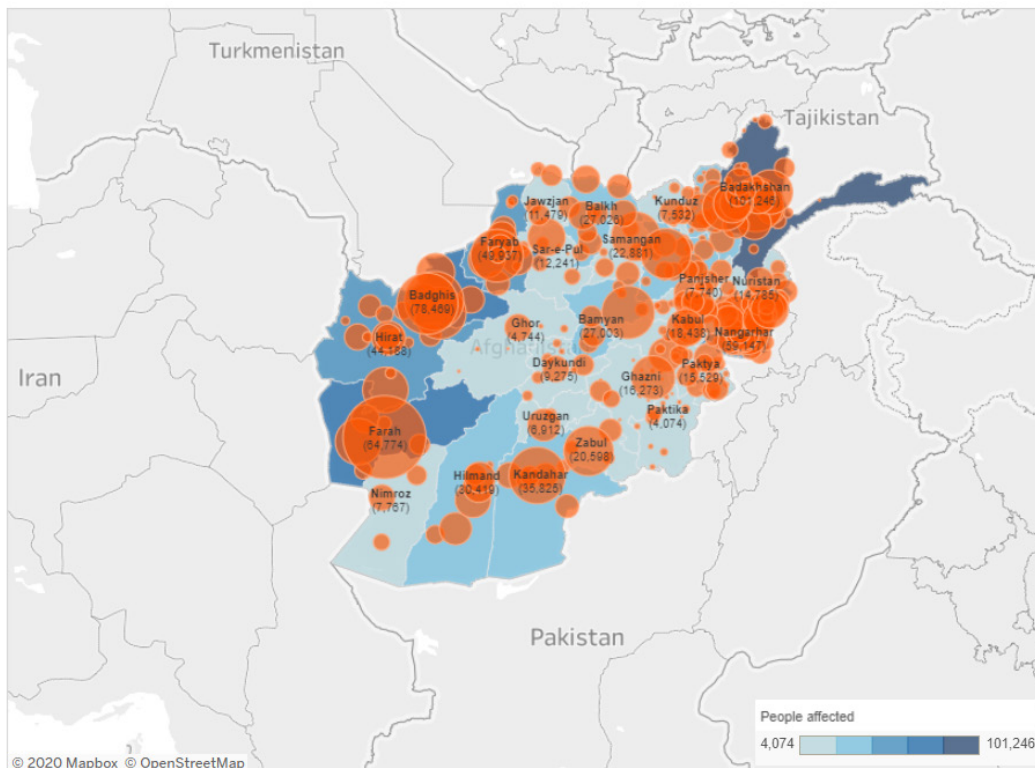 Turkmenistan
Tajikistan
Badakhshan
(101,246)
Jawzjan
(11,479)
Balkh
(27,026)
Kunduz
(7,532)
Faryab
(49,937)
Sar-e-Pul
(12,241)
Samangan
(22,881)
Panjsher
(7,740)
Nuristan
(14,785)
Badghis
(78,469)
Ghor
(4,744)
Bamyan
(27,003)
Kabul
(18,438)
Nangarhar
(59,147)
Hirat
(44,188)
Daykundi
(9,275)
Ghazni
(16,273)
Paktya
(15,529)
Iran
Paktika
(4,074)
Uruzgan
(6,912)
Farah
(64,774)
Zabul
(20,598)
Hilmand
(30,419)
Kandahar
(35,825)
Nimroz
(7,767)
Pakistan
People affected
4,074 101,246
© 2020 Mapbox © OpenStreetMap